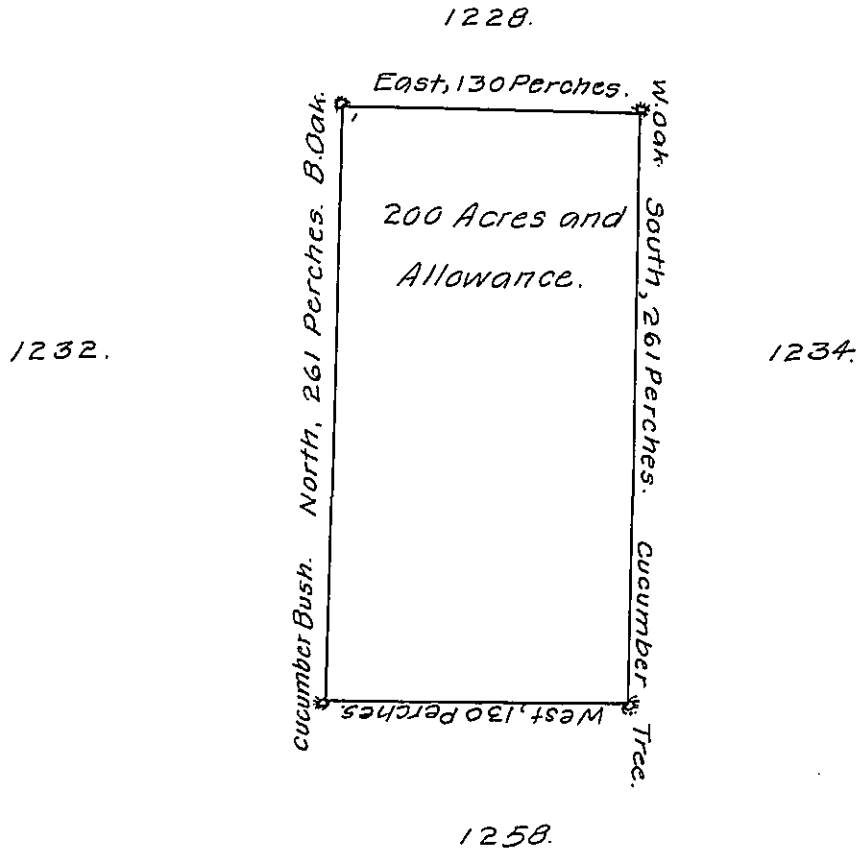 1228.
East, 130 Perches.
B.Oak.
W.oak.
200 Acres and
Allowance.
North, 261 Perches.
South, 261 Perches.
1232.
1234.
cucumber Bush.
Cucumber Tree.
West, 130 Perches.
1258.